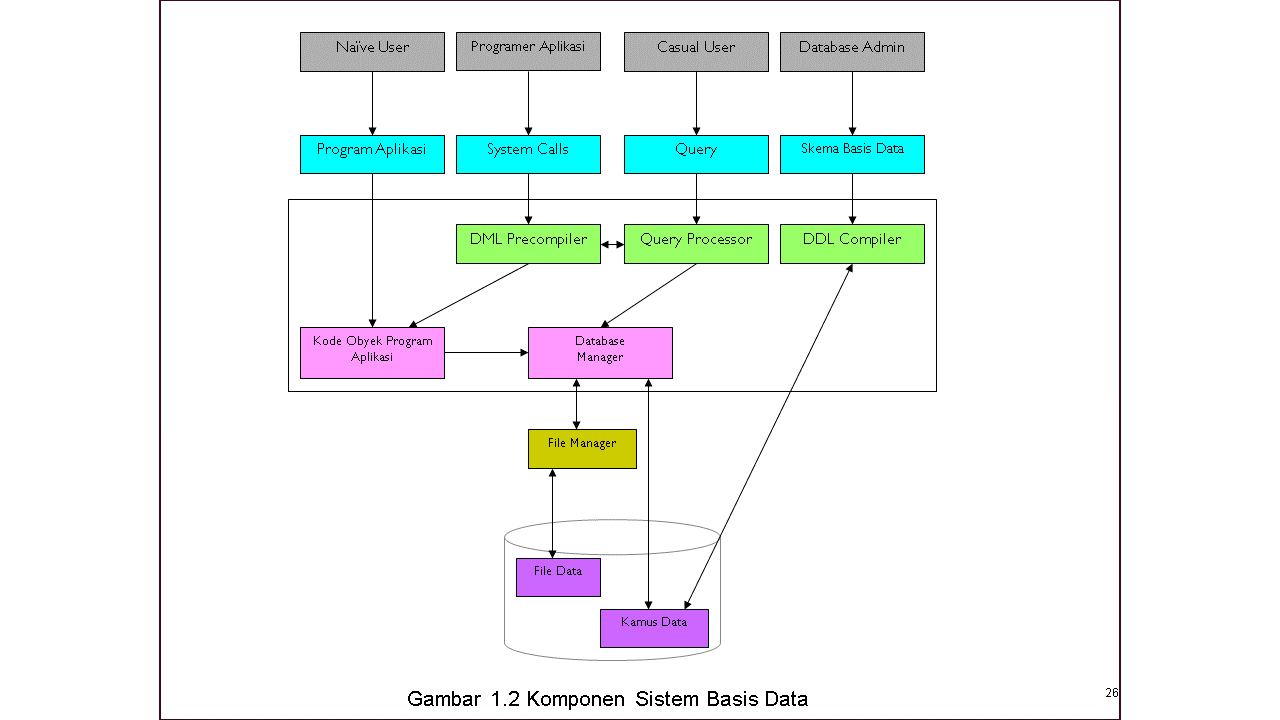 Naïve User
Programer Aplikasi
Casual User
Database Admin
Program Aplikasi
System Calls
Query
Skema Basis Data
DML Precompiler
Query Processor
DDL Compiler
Kode Obyek Program
Aplikasi
Database
Manager
File Manager
File Data
Kamus Data
Gambar 1.2 Komponen Sistem Basis Data
26